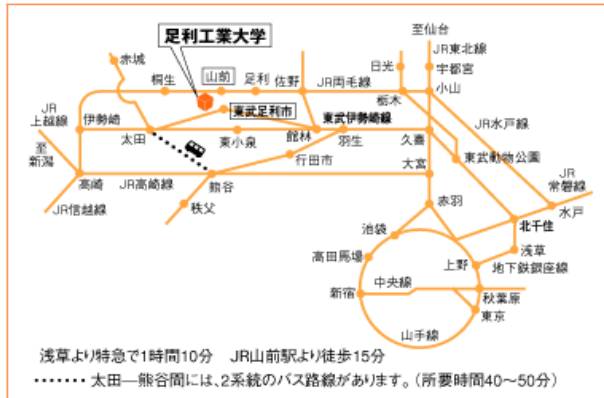 足利工業大学
至仙台
JR東北線
赤城
日光
宇都宮
桐生
山前
足利
佐野
JR両毛線
小山
栃木
JR
上越線
伊勢崎
東武足利市
東武伊勢崎線
JR水戸線
太田
東小泉
館林
羽生
久喜
至
新潟
行田市
東武動物公園
大宮
JR
常磐線
高崎
JR高崎線
熊谷
水戸
JR信越線
秩父
赤羽
北千住
池袋
浅草
高田馬場
上野
地下鉄銀座線
新宿
中央線
秋葉原
東京
山手線
浅草より特急で1時間10分 JR山前駅より徒歩15分
太田―熊谷間には、2系統のバス路線があります。(所要時間40〜50分)